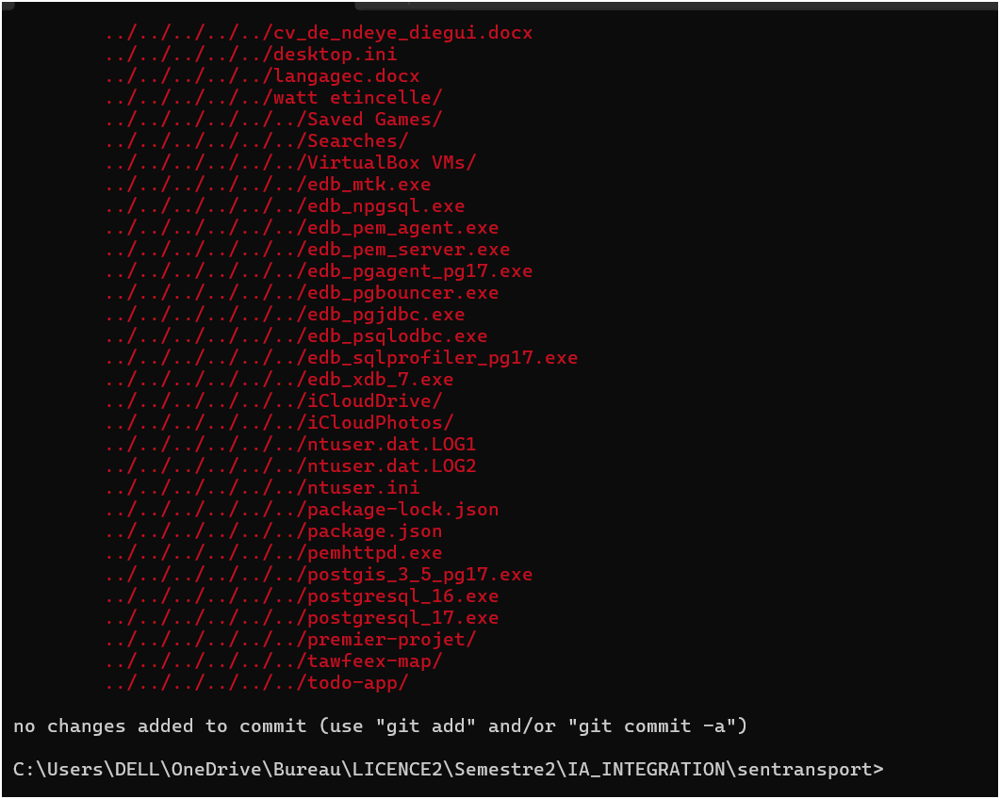 ../../../../../cv_de_ndeye_diegui.docx
../../../../../desktop.ini
../../../../../langagec.docx
../../../../../watt etincelle/
../../../../../../Saved Games/
../../../../../../Searches/
../../../../../../VirtualBox VMs/
../../../../../../edb_mtk.exe
../../../../../../edb_npgsql.exe
../../../../../../edb_pem_agent.exe
../../../../../../edb_pem_server.exe
../../../../../../edb_pgagent_pg17.exe
../../../../../../edb_pgbouncer.exe
../../../../../../edb_pgjdbc.exe
../../../../../../edb_psqlodbc.exe
../../../../../../edb_sqlprofiler_pg17.exe
../../../../../../edb_xdb_7.exe
../../../../../../iCloudDrive/
../../../../../../iCloudPhotos/
../../../../../../ntuser.dat.LOG1
../../../../../../ntuser.dat.LOG2
../../../../../../ntuser.ini
../../../../../../package-lock.json
../../../../../../package.json
../../../../../../pemhttpd.exe
../../../../../../postgis_3_5_pg17.exe
../../../../../../postgresql_16.exe
../../../../../../postgresql_17.exe
../../../../../../premier-projet/
../../../../../../tawfeex-map/
../../../../../../todo-app/
no changes added to commit (use "git add" and/or "git commit -a")
C:\Users\DELL\OneDrive\Bureau\LICENCE2\Semestre2\IA_INTEGRATION\sentransport>